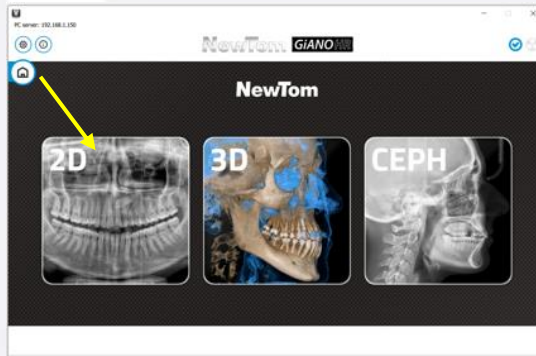 PC server: 192.168.1.150
NewTom GiANO HR
NewTom
2D
3D
CEPH